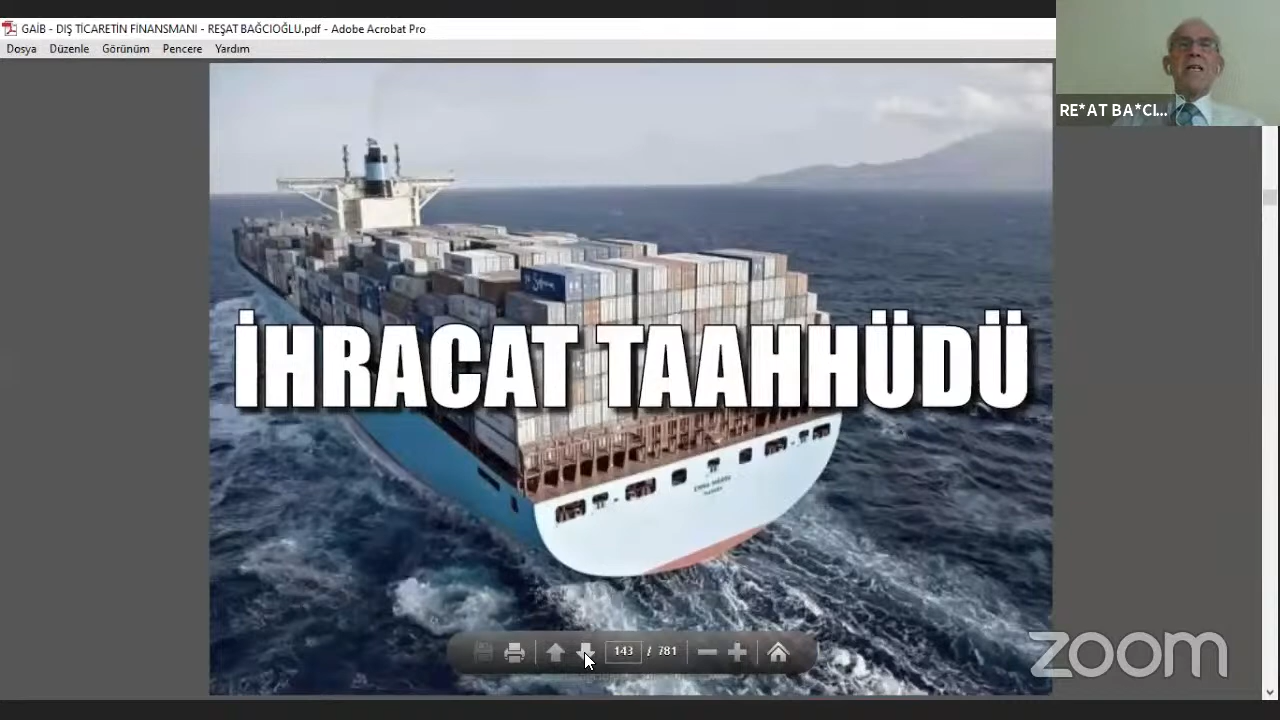 GAİB - DIŞ TİCARETİN FİNANSMANI - REŞAT BAĞCIOĞLU.pdf - Adobe Acrobat Pro
Dosya Düzenle Görünüm Pencere Yardım
RE*AT BA*CI...
İHRACAT TAAHHÜDÜ
143 / 781
zoom